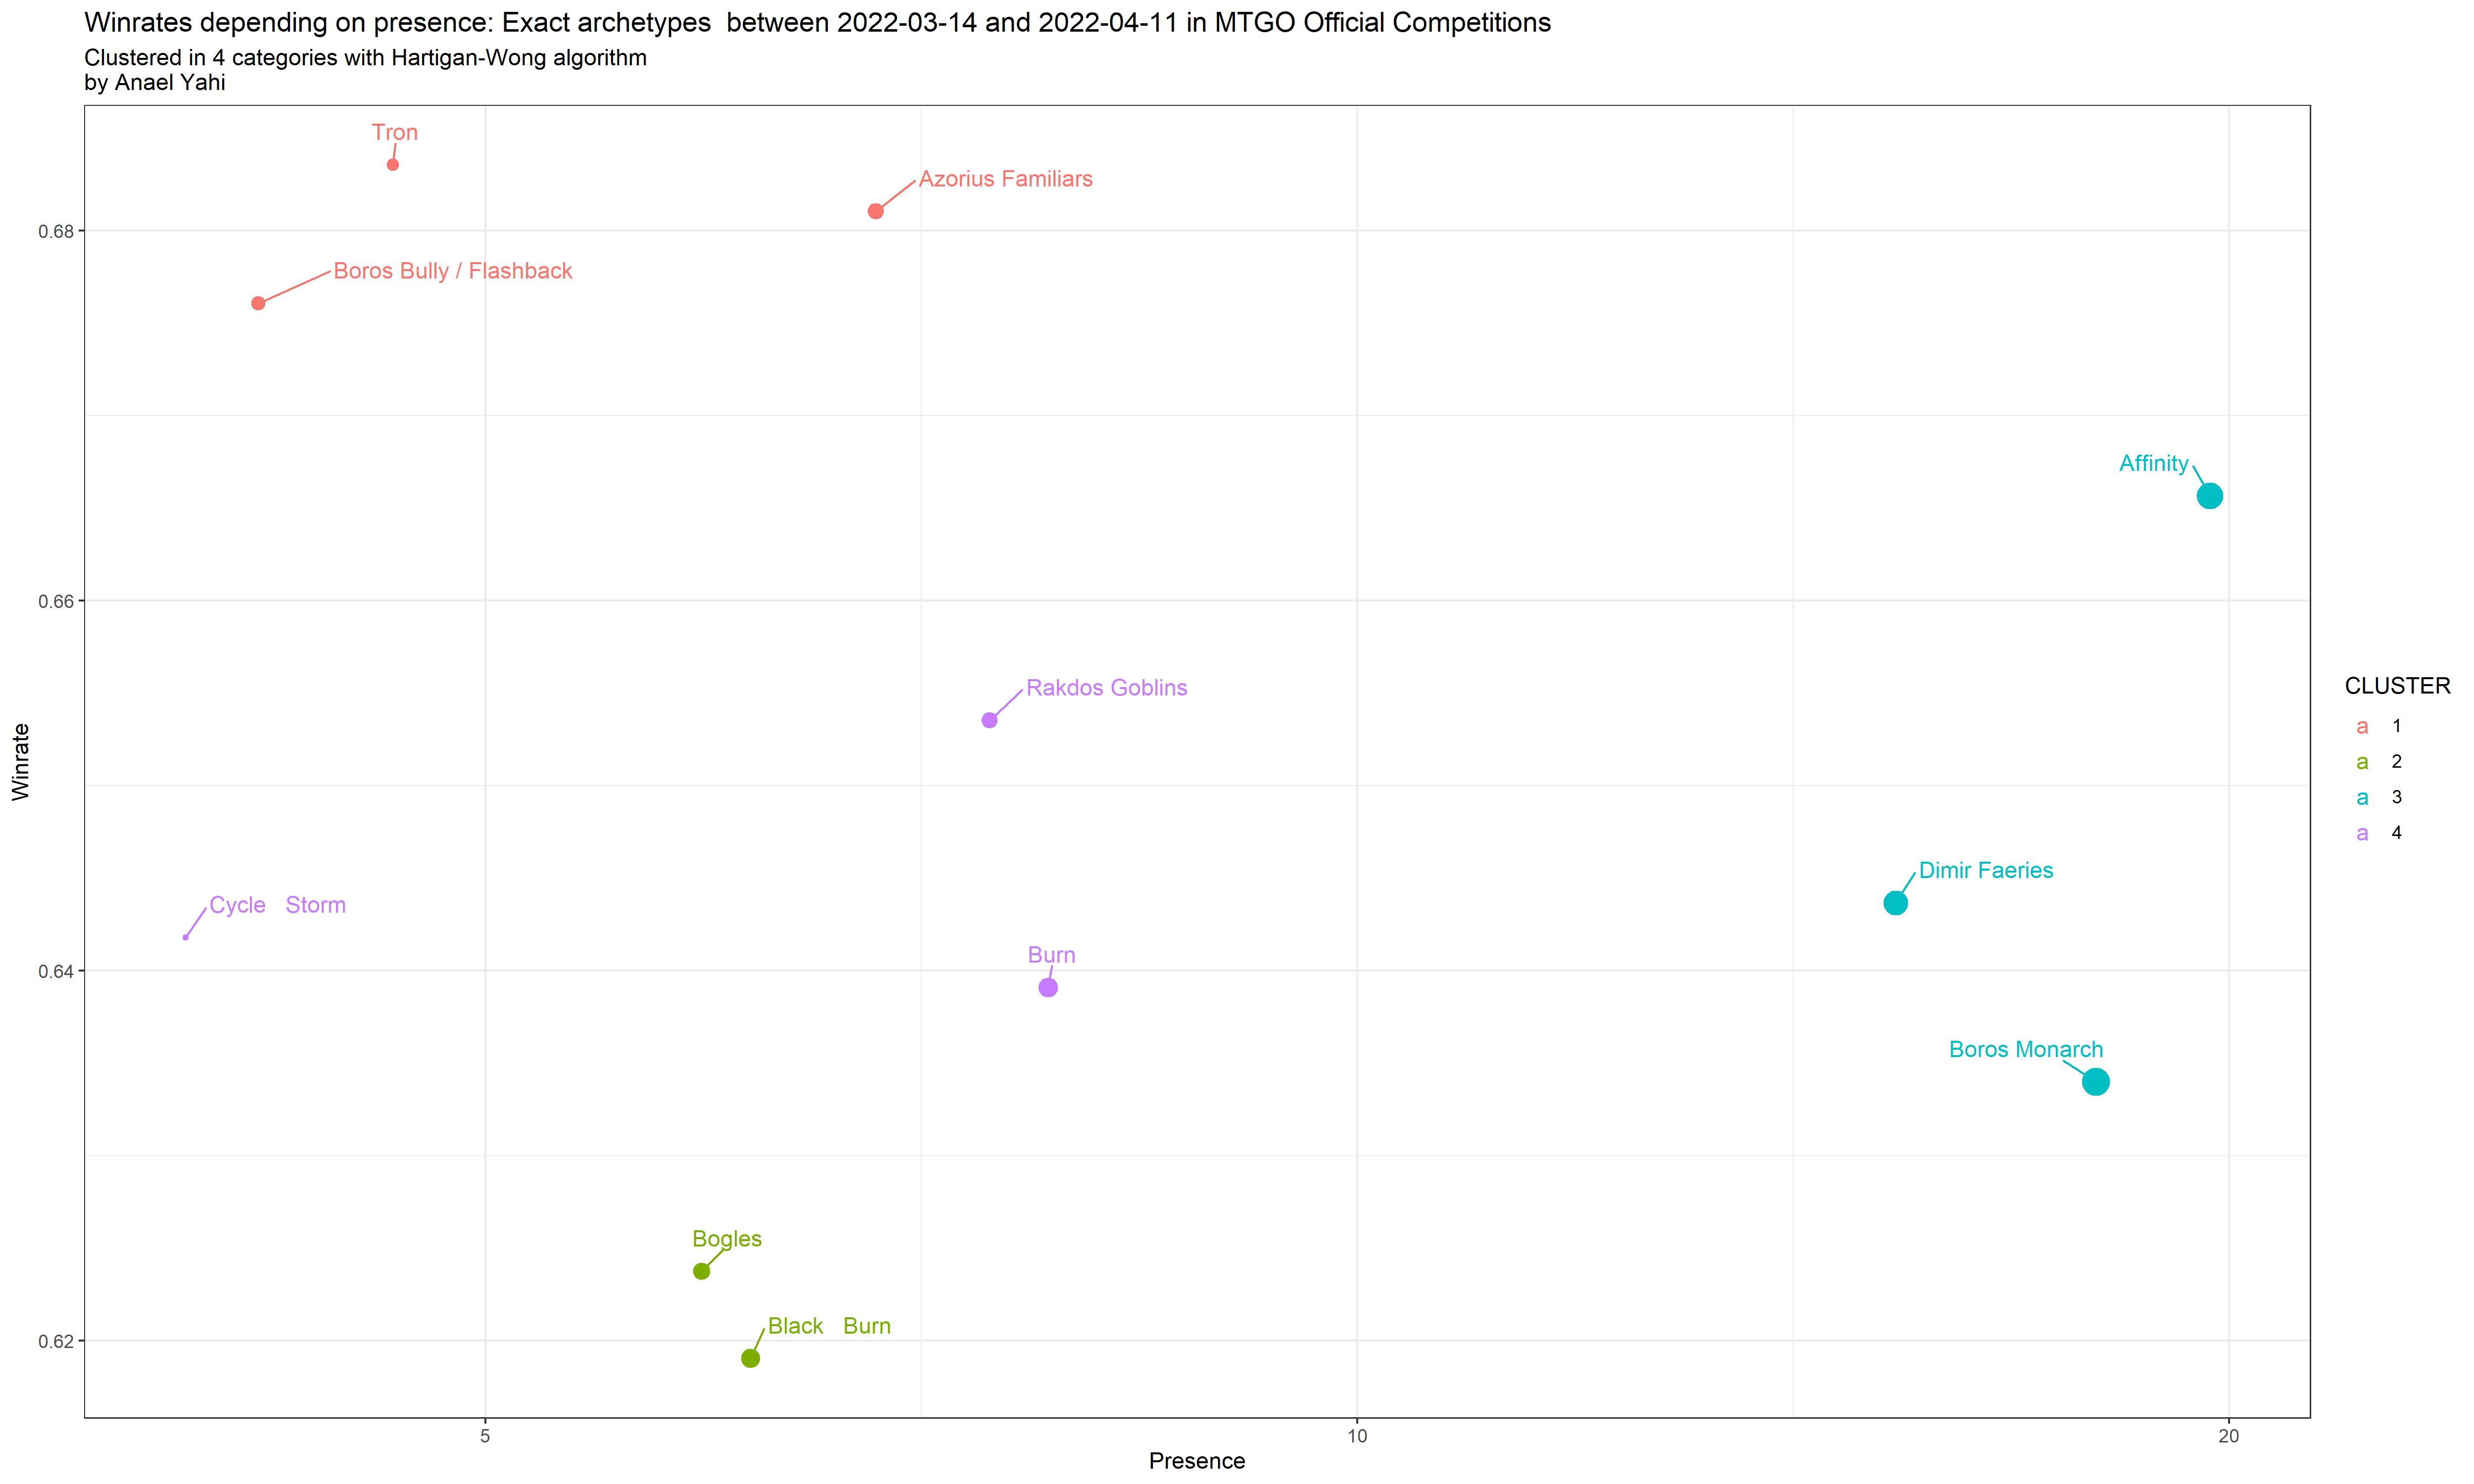 Winrates depending on presence: Exact archetypes  between 2022-03-14 and 2022-04-11 in MTGO Official Competitions
Clustered in 4 categories with Hartigan-Wong algorithm
by Anael Yahi
Tron
Azorius Familiars
0.68
Boros Bully / Flashback
Affinity
0.66
Rakdos Goblins
CLUSTER
a 1
a 2
a 3
a 4
Winrate
Dimir Faeries
Cycle   Storm
Burn
0.64
Boros Monarch
Bogles
Black   Burn
0.62
5 10 20
Presence